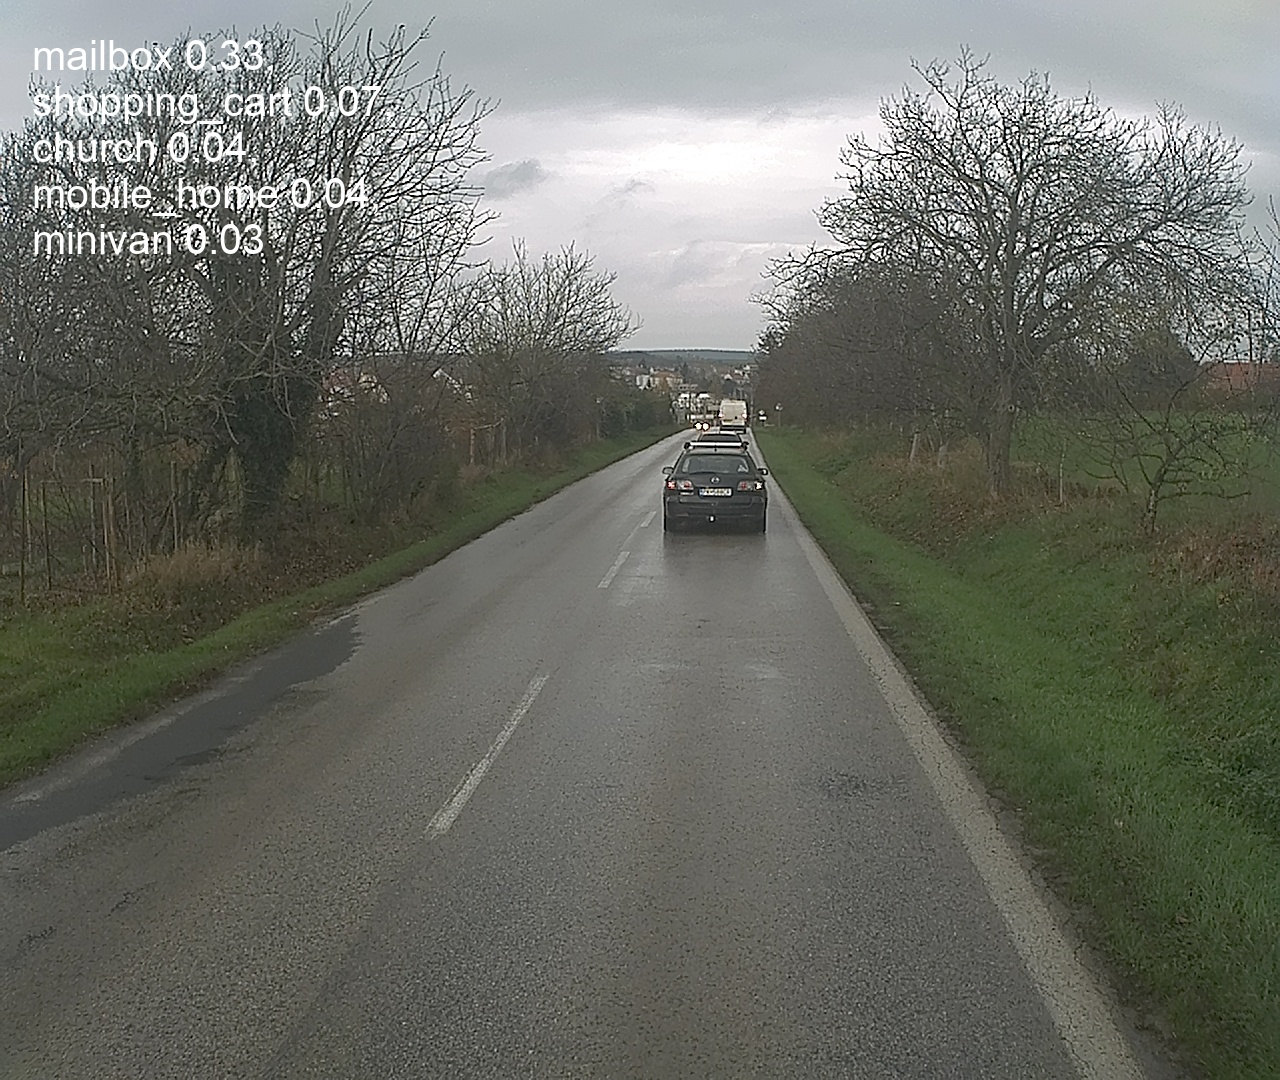 mailbox 0.33,
shopping_cart 0.07,
church 0.04,
mobile_home 0.04,
minivan 0.03